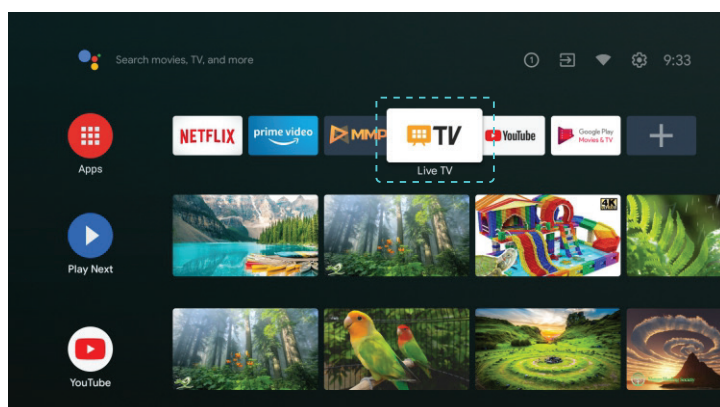 Search movies, TV, and more
1
9:33
Apps
NETFLIX
prime video
MMP
TV
YouTube
Google Play
Movies & TV
Live TV
Play Next
4K
YouTube